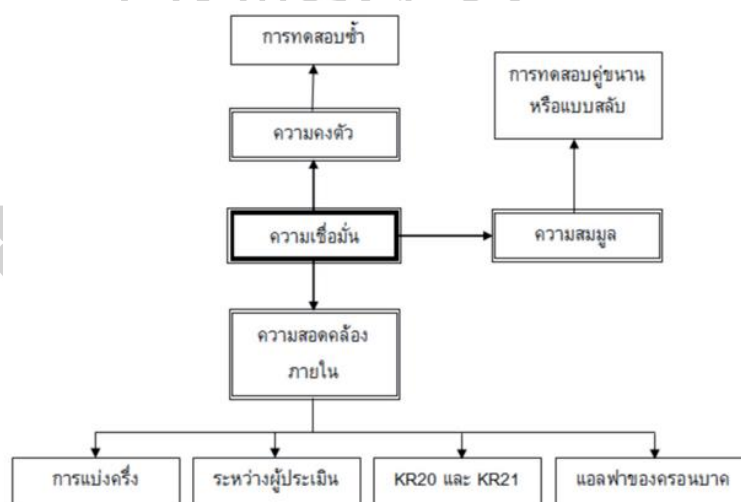 การทดสอบซ้ำ
การทดสอบคู่ขนาน
หรือแบบสลับ
ความคงตัว
ความเชื่อมั่น
ความสมมูล
ความสอดคล้อง
ภายใน
การแบ่งครึ่ง
ระหว่างผู้ประเมิน
KR20 และ KR21
แอลฟาของครอนบาค